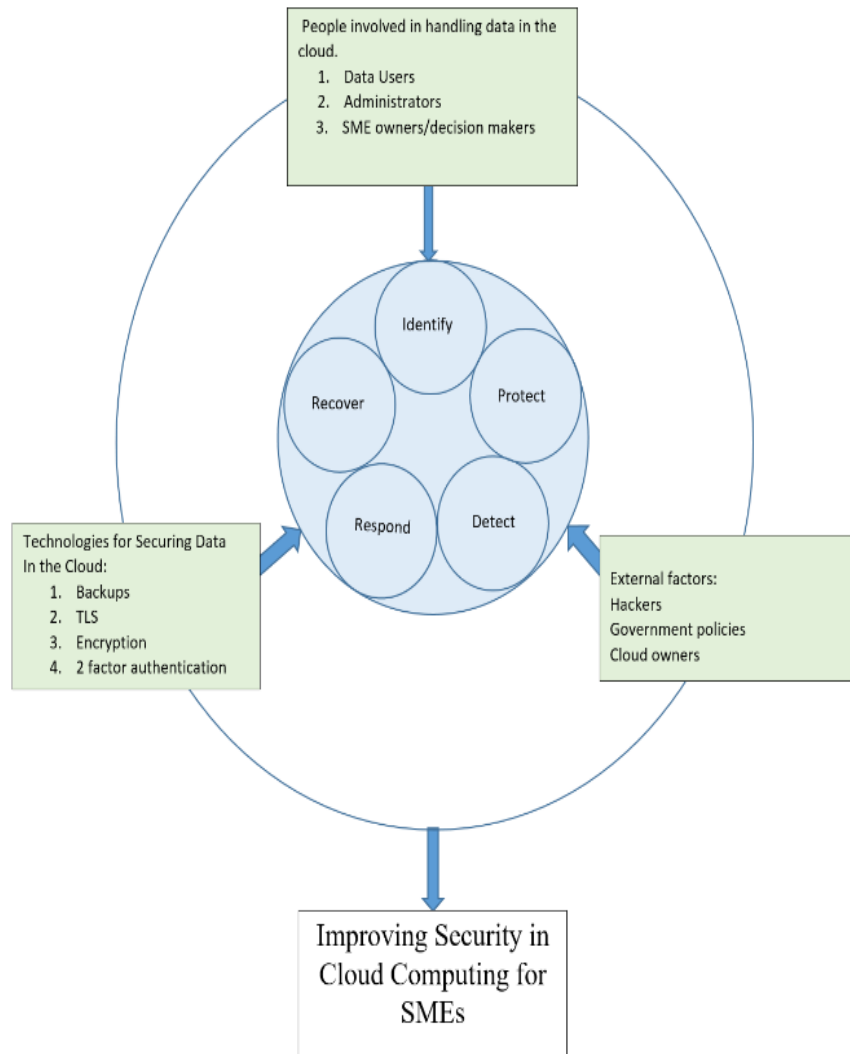 People involved in handling data in the
cloud.
1. Data Users
2. Administrators
3. SME owners/decision makers
Identify
Recover
Protect
Respond
Detect
Technologies for Securing Data
In the Cloud:
1. Backups
2. TLS
3. Encryption
4. 2 factor authentication
External factors:
Hackers
Government policies
Cloud owners
Improving Security in
Cloud Computing for
SMEs